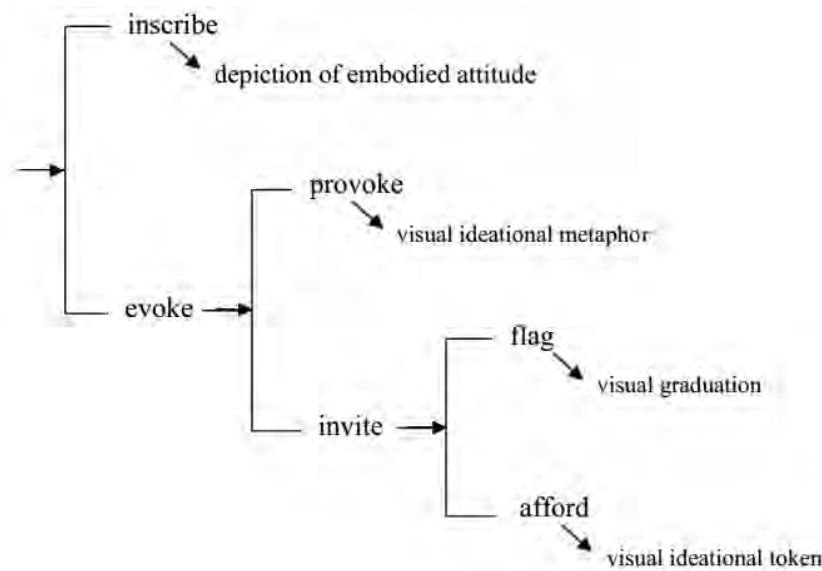 inscribe
depiction of embodied attitude
provoke
visual ideational metaphor
evoke
flag
visual graduation
invite
afford
visual ideational token